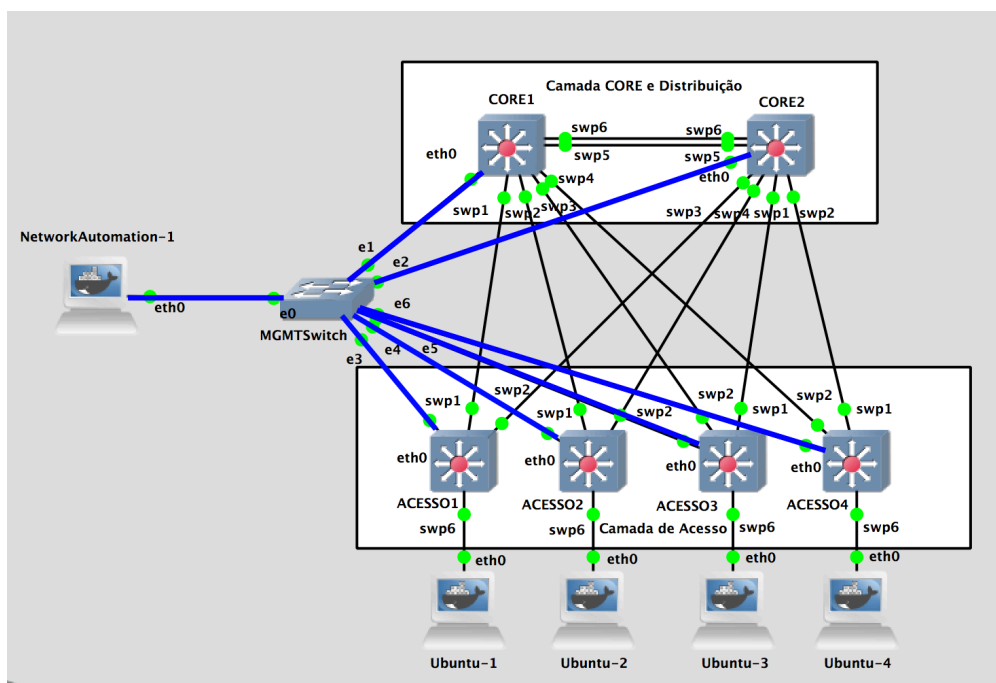 Camada CORE e Distribuição
CORE1
CORE2
swp6
swp6
swp5
swp5
eth0
eth0
swp4
swp3
swp1
swp2
swp3
swp4
swp1
swp2
NetworkAutomation-1
eth0
e0
e1
e2
e6
MGMTSwitch
e3
e4
e5
swp1
swp2
swp1
swp2
swp2
swp1
swp2
swp1
eth0
eth0
eth0
eth0
ACESSO1
ACESSO2
ACESSO3
ACESSO4
swp6
swp6
Camada de Acesso
swp6
swp6
eth0
eth0
eth0
eth0
Ubuntu-1
Ubuntu-2
Ubuntu-3
Ubuntu-4